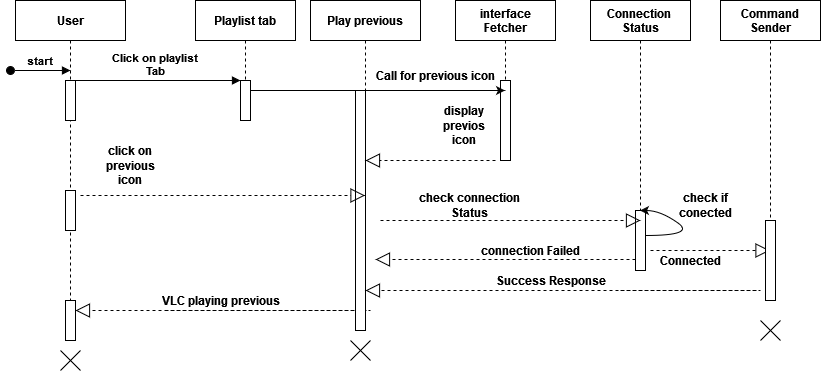 User
Playlist tab
Play previous
interface
Fetcher
Connection
Status
Command
Sender
start
Click on playlist
Tab
Call for previous icon
display
previos
icon
click on
previous
icon
check connection
Status
check if
conected
connection Failed
Connected
Success Response
VLC playing previous